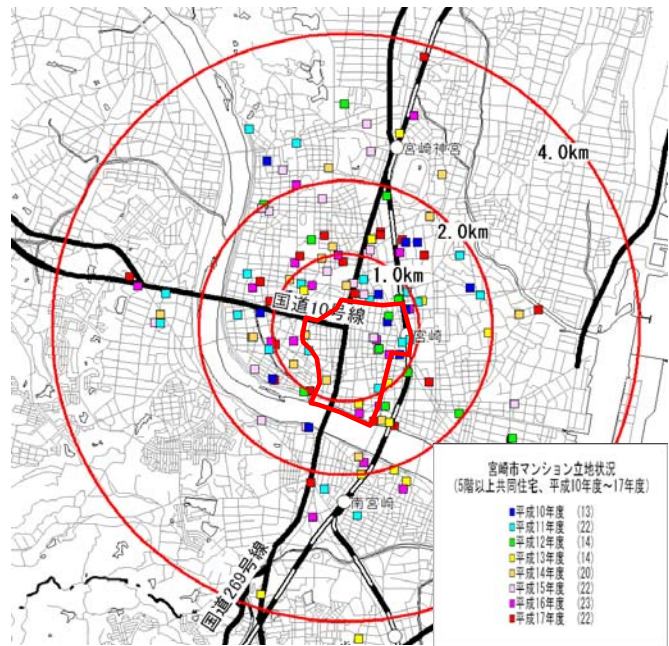 宮崎神宮
4.0km
2.0km
1.0km
国道10号線
宮崎
南宮崎
国道269号線
宮崎市マンション立地状況
(5階以上共同住宅、平成10年度～17年度)
平成10年度 (13)
平成11年度 (22)
平成12年度 (14)
平成13年度 (14)
平成14年度 (20)
平成15年度 (22)
平成16年度 (23)
平成17年度 (22)